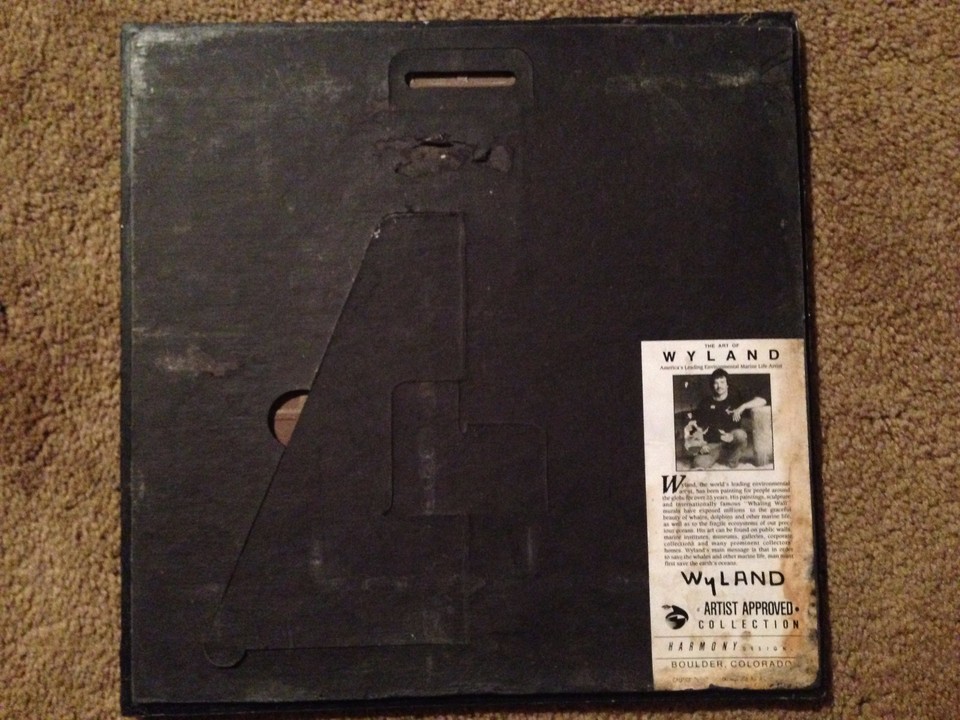 THE ART OF
WYLAND
America's Leading Environmental Marine Life Artist
Wyland, the world's leading environmental
artist, has been painting for people around
the globe for over 25 years. His paintings, sculpture
and internationally famous "Whaling Wall"
murals have exposed millions to the graceful
beauty of whales, dolphins and other marine life,
as well as to the fragile ecosystems of our pre-
cious oceans. His art can be found on public walls,
marine institutes, museums, galleries, corporate
collections and many prominent collectors
homes. Wyland's main message is that in order
to save the whales and other marine life, man must
first save the earth's oceans.
WyLAND
• ARTIST APPROVED •
COLLECTION
HARMONY DESIGN
BOULDER, COLORADO